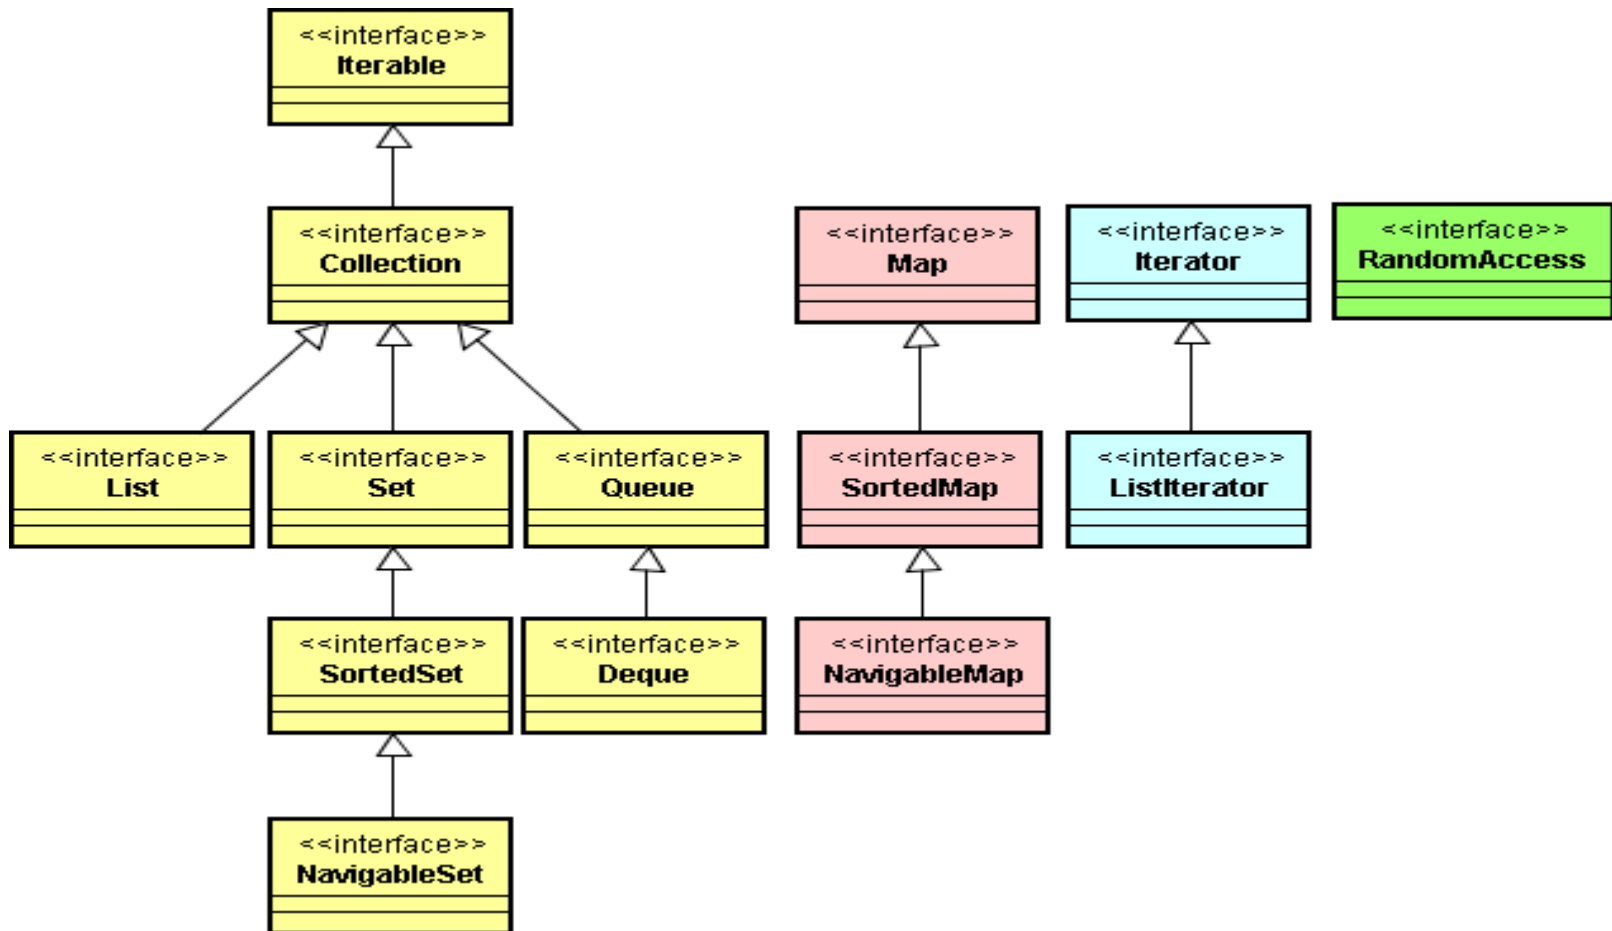 <<interface>>
Iterable
<<interface>>
Collection
<<interface>>
Map
<<interface>>
Iterator
<<interface>>
RandomAccess
<<interface>>
List
<<interface>>
Set
<<interface>>
Queue
<<interface>>
SortedMap
<<interface>>
ListIterator
<<interface>>
SortedSet
<<interface>>
Deque
<<interface>>
NavigableMap
<<interface>>
NavigableSet